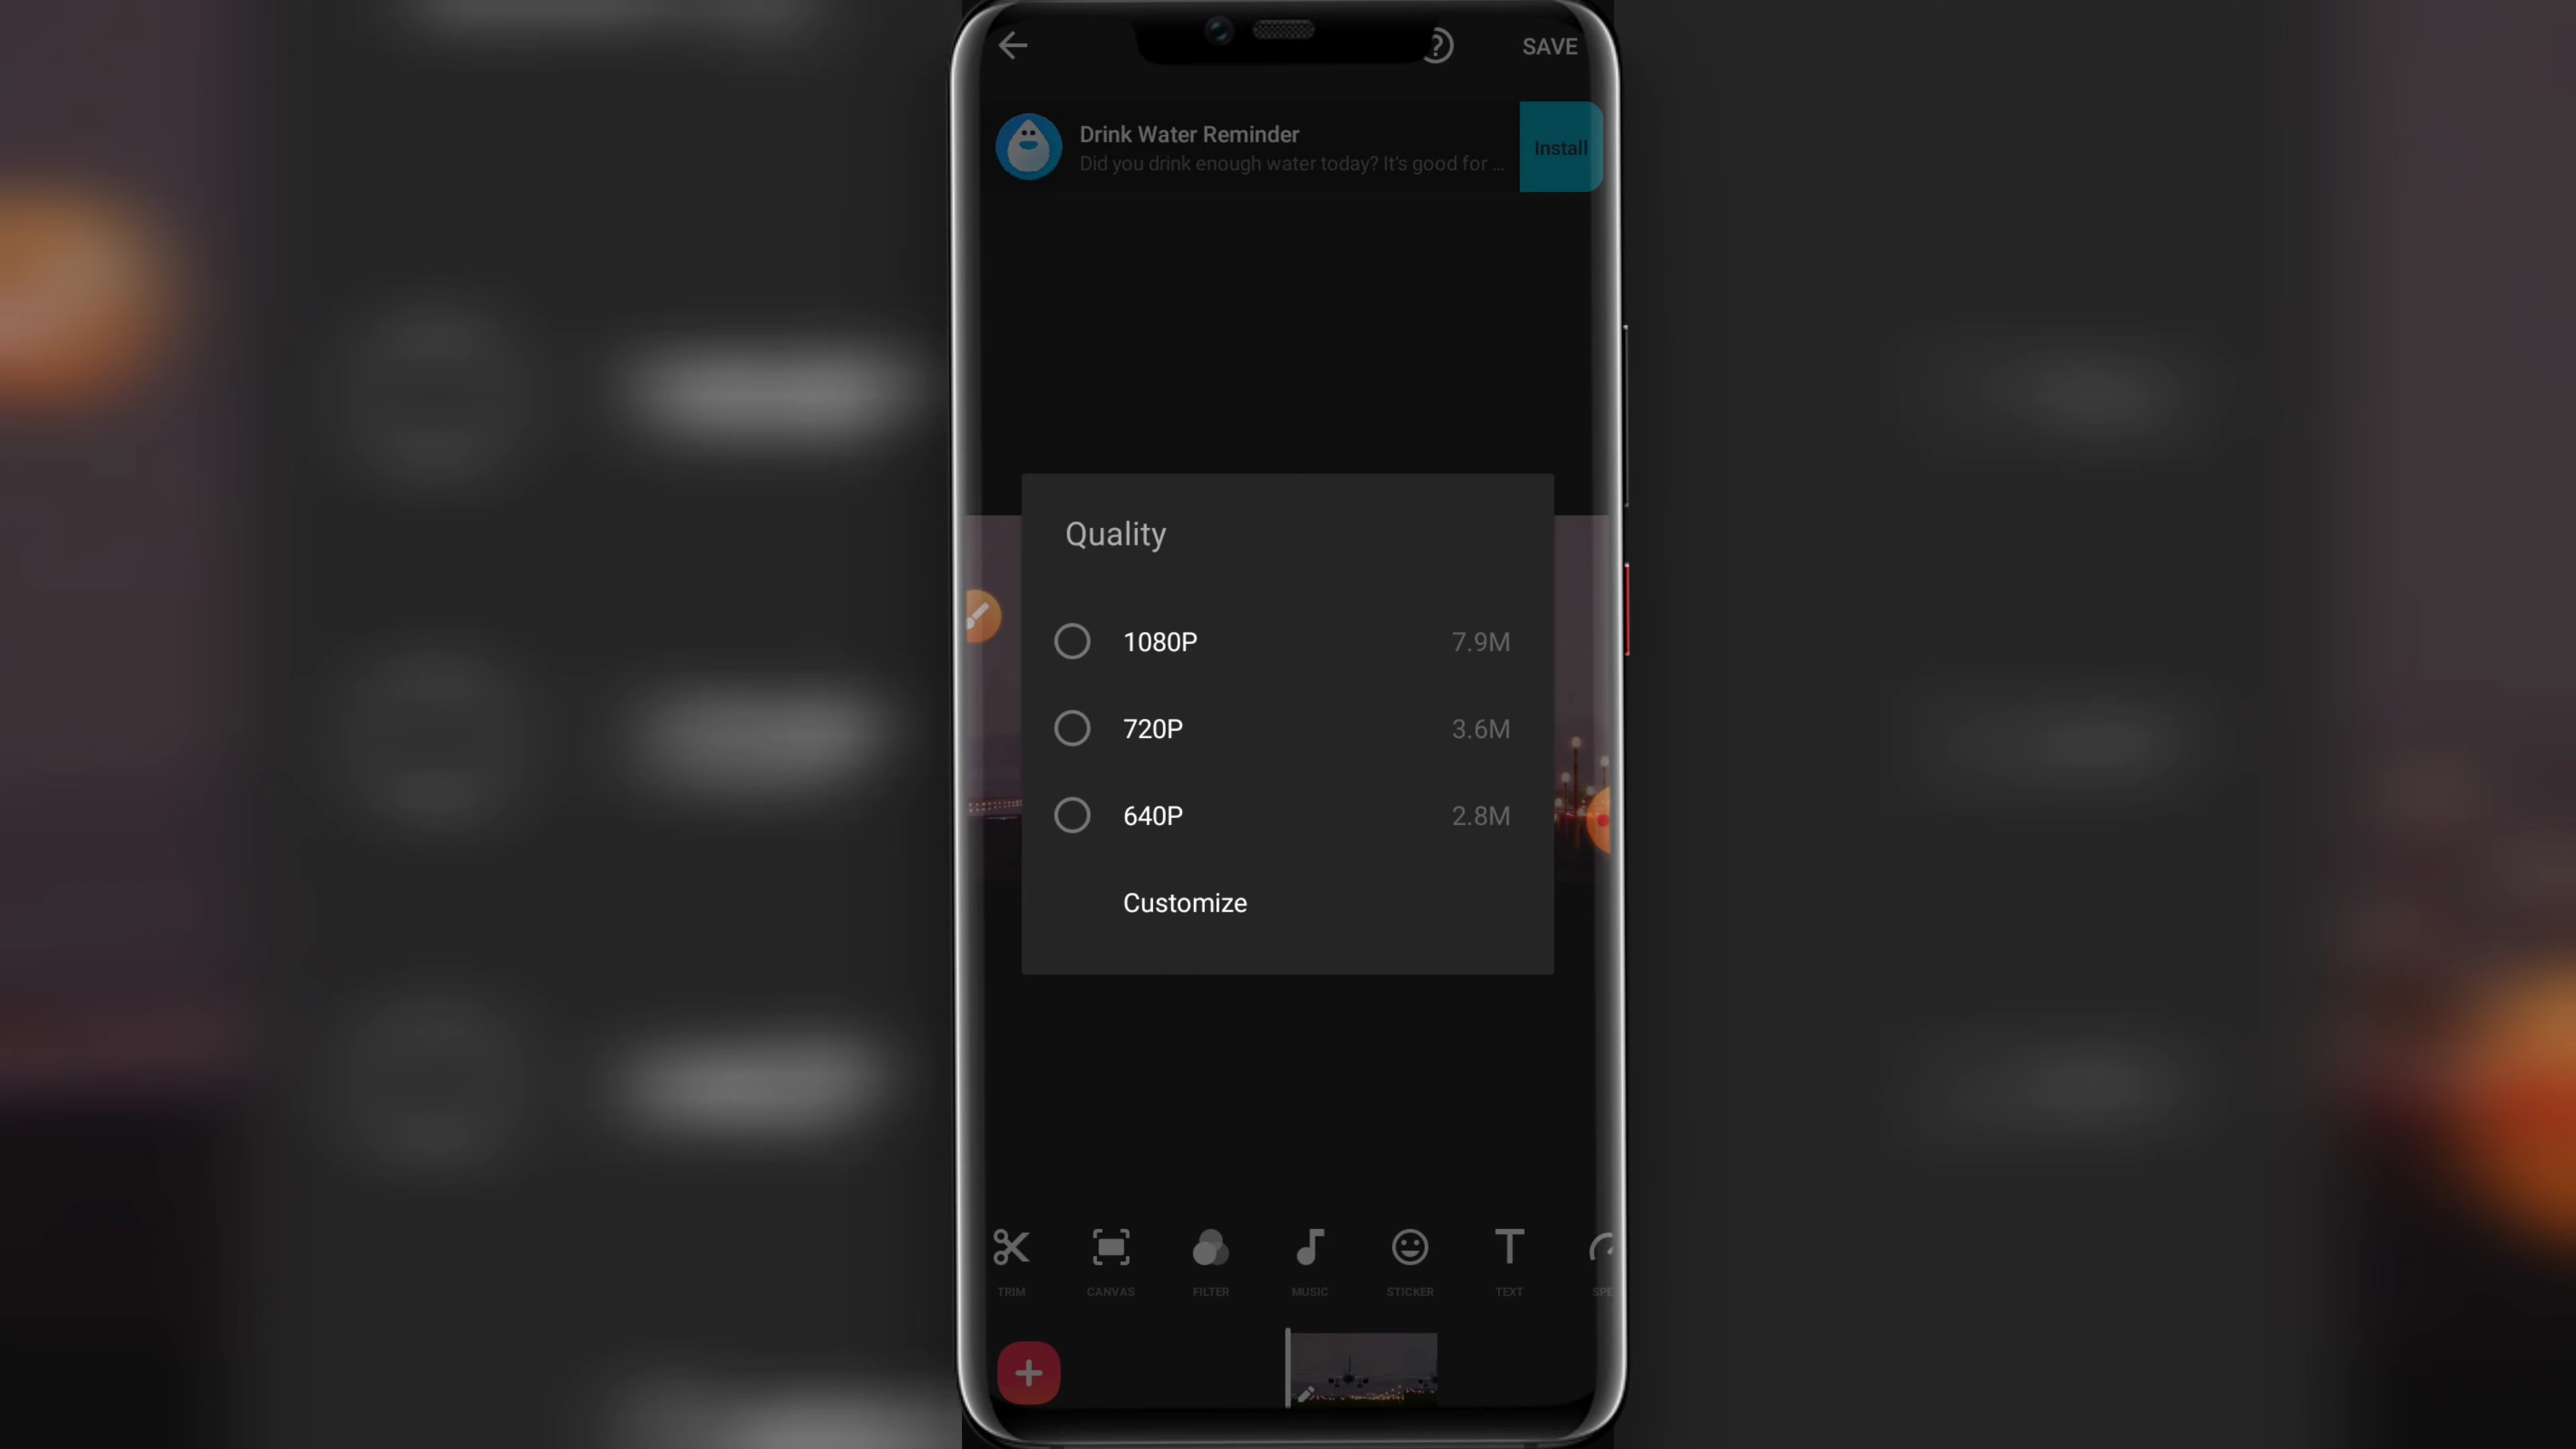 SAVE
Drink Water Reminder
Did you drink enough water today? It's good for ...
Install
Quality
1080P 7.9M
720P 3.6M
640P 2.8M
Customize
TRIM CANVAS FILTER MUSIC STICKER TEXT SPE